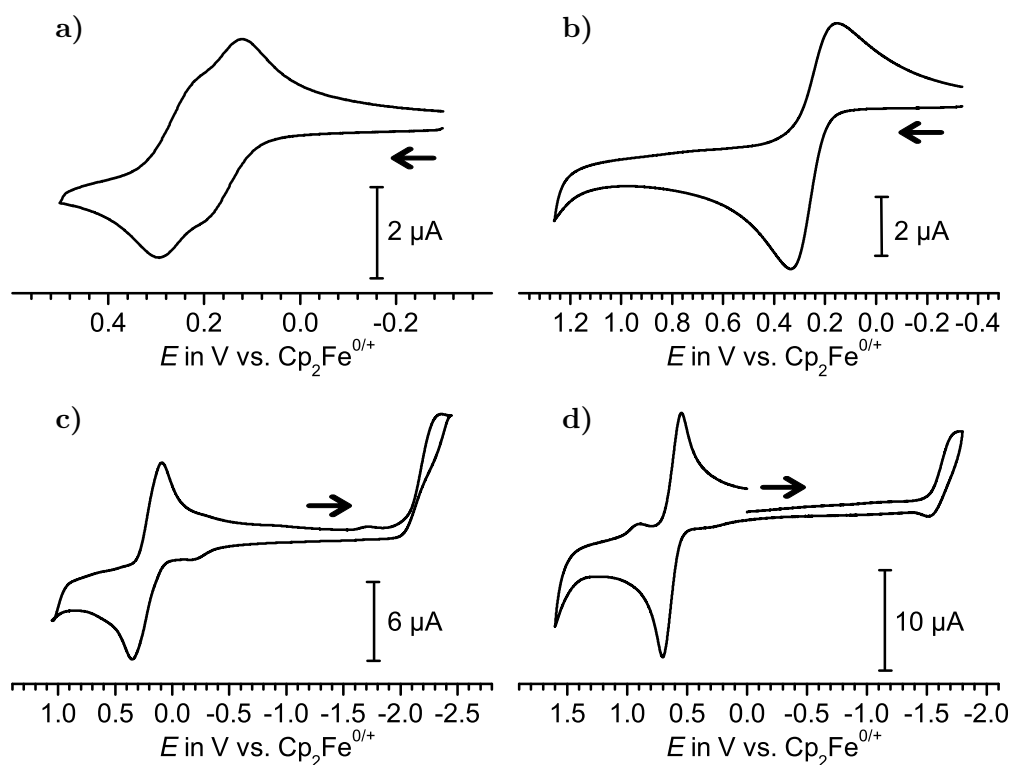 a)
2 µA
0.4 0.2 0.0 -0.2
E in V vs. Cp₂Fe⁰/⁺
b)
2 µA
1.2 1.0 0.8 0.6 0.4 0.2 0.0 -0.2 -0.4
E in V vs. Cp₂Fe⁰/⁺
c)
6 µA
1.0 0.5 0.0 -0.5 -1.0 -1.5 -2.0 -2.5
E in V vs. Cp₂Fe⁰/⁺
d)
10 µA
1.5 1.0 0.5 0.0 -0.5 -1.0 -1.5 -2.0
E in V vs. Cp₂Fe⁰/⁺